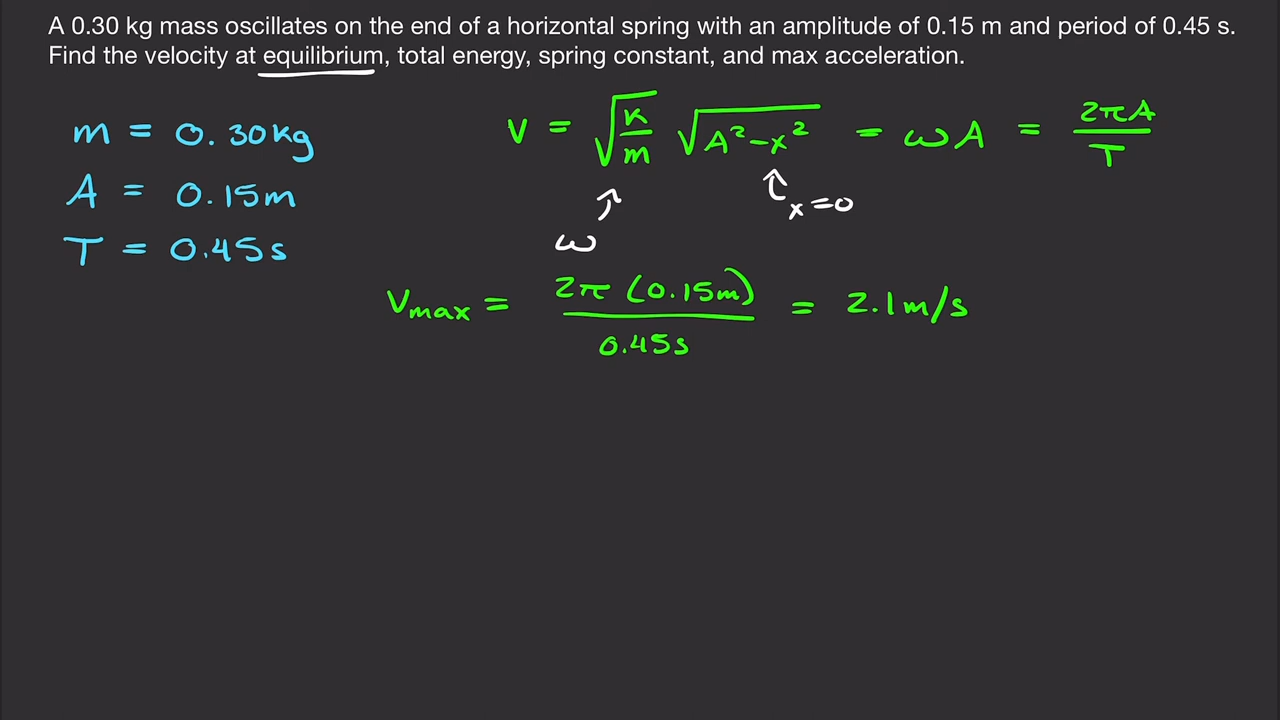 A 0.30 kg mass oscillates on the end of a horizontal spring with an amplitude of 0.15 m and period of 0.45 s.
Find the velocity at equilibrium, total energy, spring constant, and max acceleration.
m = 0.30kg
A = 0.15m
T = 0.45s
v = √(k/m) √(A²-x²) = ωA = 2πA/T
ω
x=0
Vmax = 2π(0.15m)/0.45s = 2.1m/s